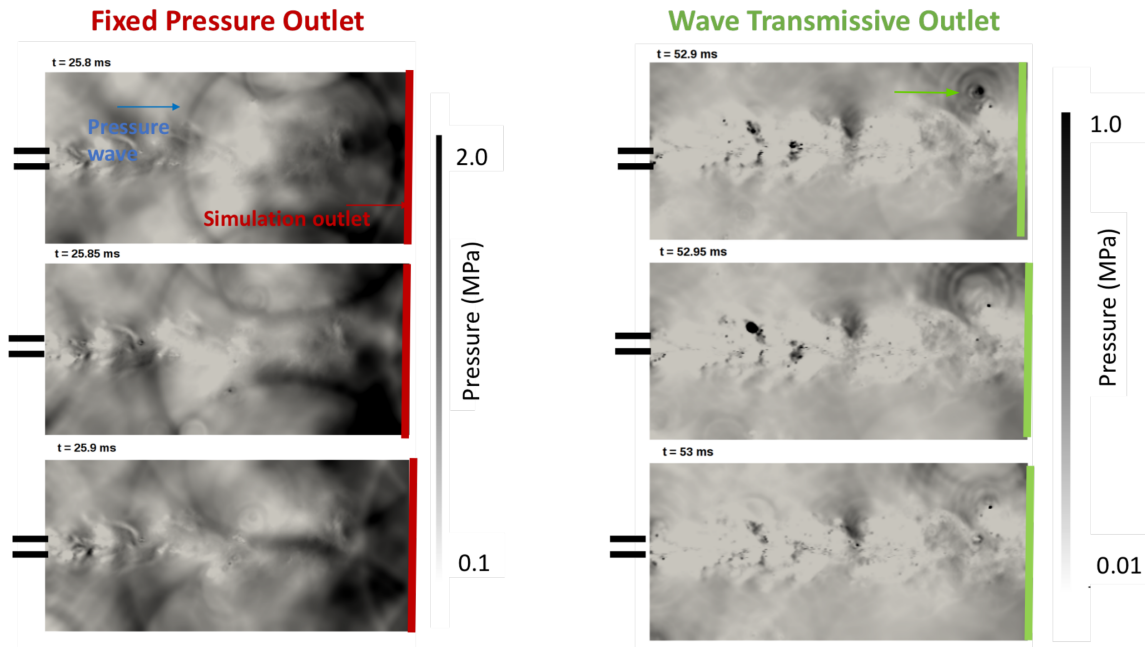 Fixed Pressure Outlet
t = 25.8 ms
Pressure
wave
Simulation outlet
t = 25.85 ms
t = 25.9 ms
2.0
Pressure (MPa)
0.1
Wave Transmissive Outlet
t = 52.9 ms
t = 52.95 ms
t = 53 ms
1.0
Pressure (MPa)
0.01